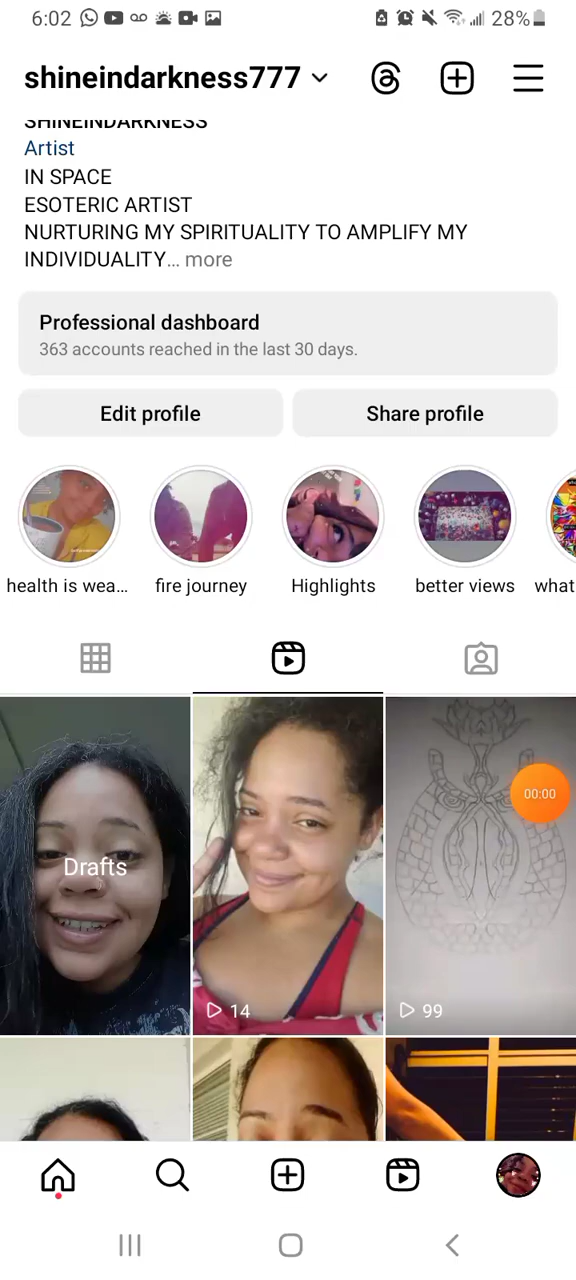 6:02
28%
shineindarkness777
SHINEINDARKNESS
Artist
IN SPACE
ESOTERIC ARTIST
NURTURING MY SPIRITUALITY TO AMPLIFY MY
INDIVIDUALITY... more
Professional dashboard
363 accounts reached in the last 30 days.
Edit profile
Share profile
health is wea...
fire journey
Highlights
better views
what
Drafts
14
99
00:00